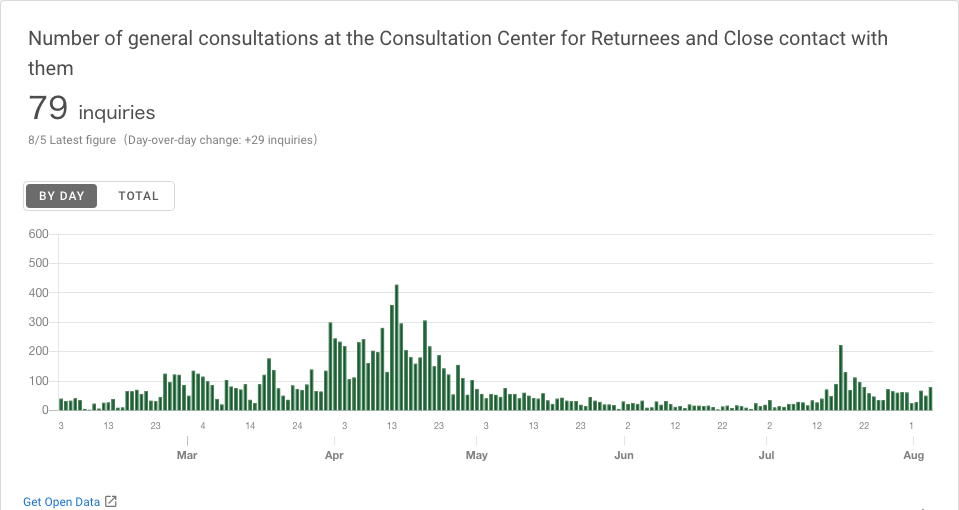 Number of general consultations at the Consultation Center for Returnees and Close contact with
them
79 inquiries
8/5 Latest figure（Day-over-day change: +29 inquiries）
BY DAY TOTAL
600
500
400
300
200
100
0
3 13 23 4 14 24 3 13 23 3 13 23 2 12 22 2 12 22 1
Mar Apr May Jun Jul Aug
Get Open Data